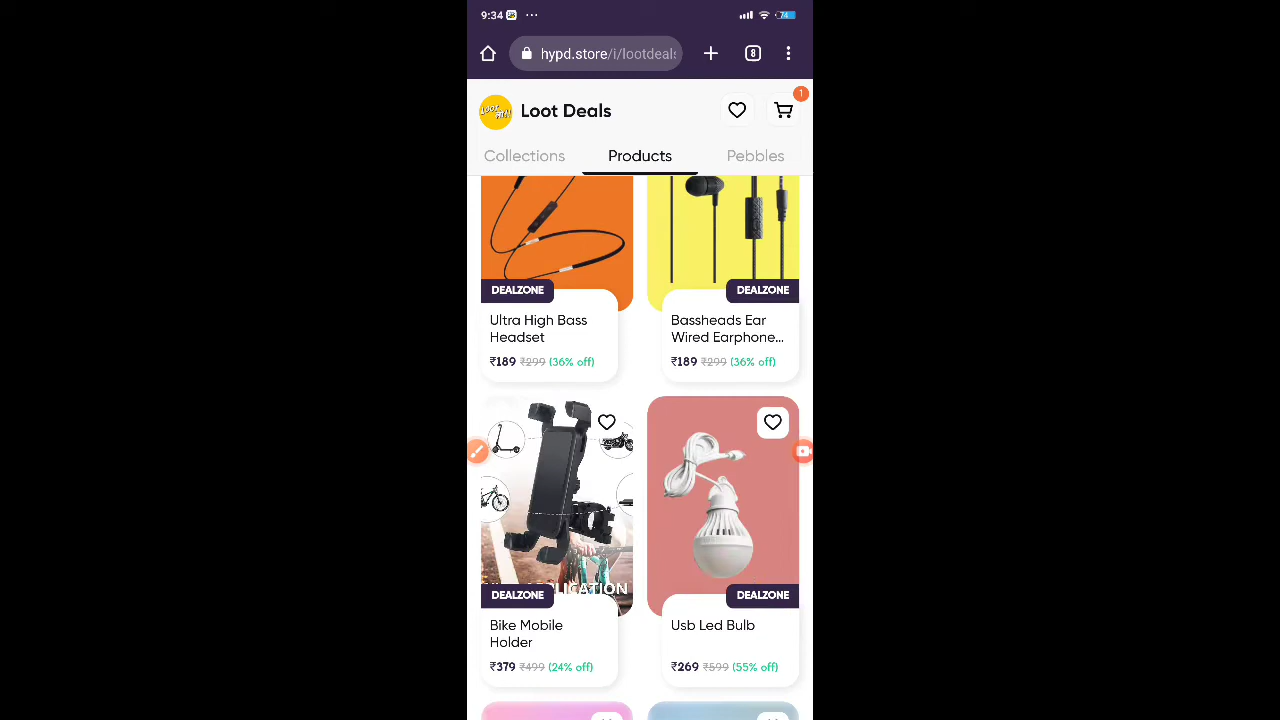 9:34 ...
74
hypd.store/i/lootdeals
8
1
Loot Deals
Collections Products Pebbles
DEALZONE
Ultra High Bass
Headset
₹189 ₹299 (36% off)
DEALZONE
Bassheads Ear
Wired Earphone...
₹189 ₹299 (36% off)
DEALZONE
Bike Mobile
Holder
₹379 ₹499 (24% off)
DEALZONE
Usb Led Bulb
₹269 ₹599 (55% off)